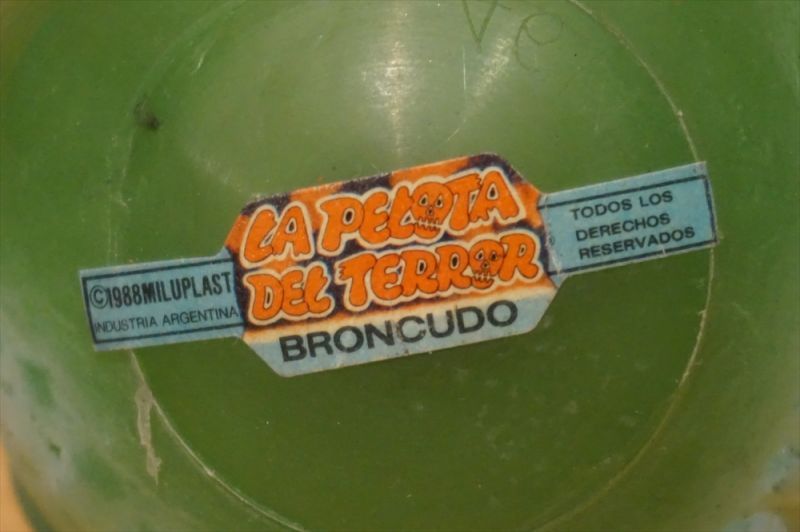 LA PELOTA
DEL TERROR
BRONCUDO
©1988MILUPLAST
INDUSTRIA ARGENTINA
TODOS LOS
DERECHOS
RESERVADOS